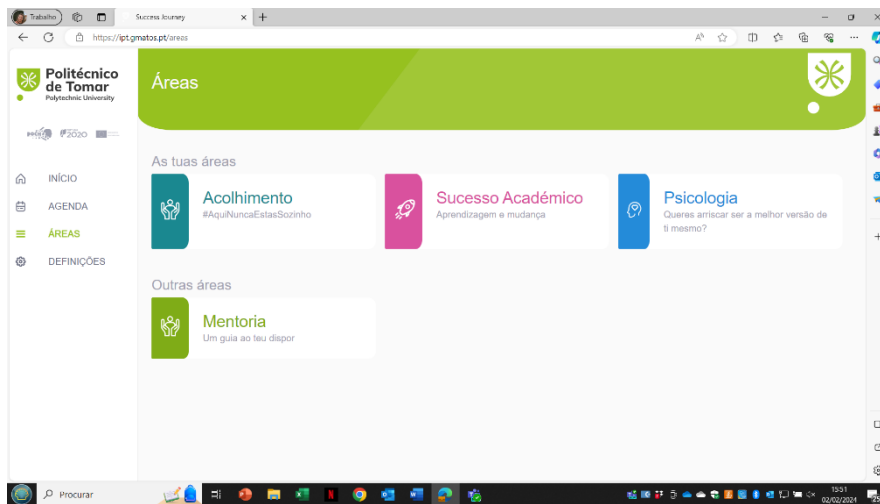 Trabalho
Success Journey
https://ipt.gmatos.pt/areas
Politécnico
de Tomar
Polytechnic University
2020
INÍCIO
AGENDA
ÁREAS
DEFINIÇÕES
Áreas
As tuas áreas
Acolhimento
#AquiNuncaEstasSozinho
Sucesso Académico
Aprendizagem e mudança
Psicologia
Queres arriscar ser a melhor versão de
ti mesmo?
Outras áreas
Mentoria
Um guia ao teu dispor
Procurar
15:51
02/02/2024